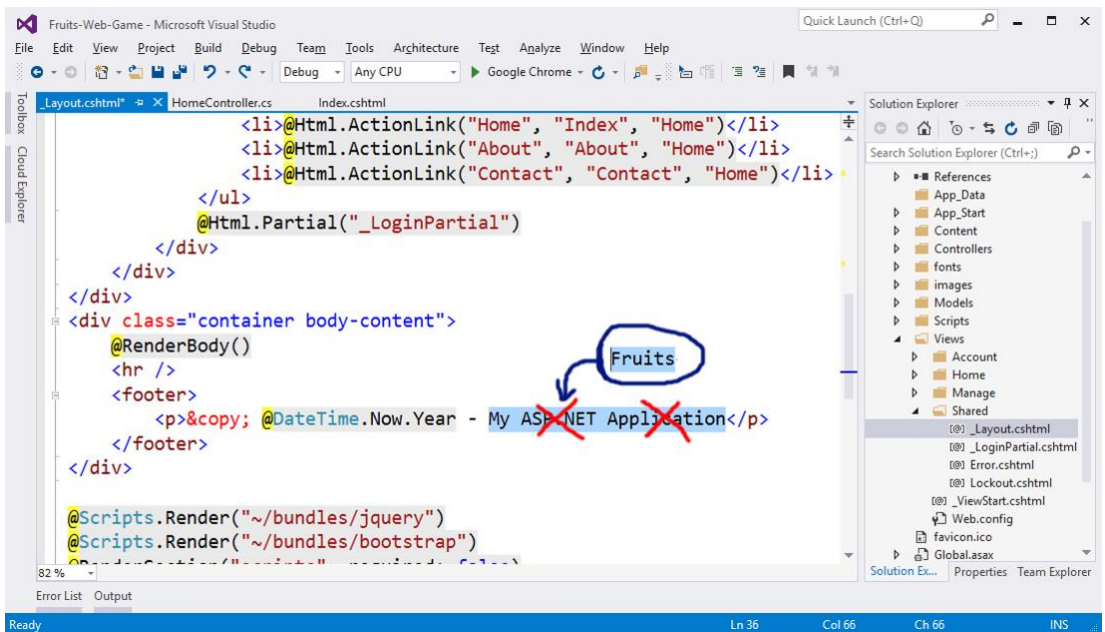 Fruits-Web-Game - Microsoft Visual Studio
Quick Launch (Ctrl+Q)
File Edit View Project Build Debug Team Tools Architecture Test Analyze Window Help
Debug Any CPU Google Chrome
Toolbox
Cloud Explorer
_Layout.cshtml* HomeController.cs Index.cshtml
<li>@Html.ActionLink("Home", "Index", "Home")</li>
<li>@Html.ActionLink("About", "About", "Home")</li>
<li>@Html.ActionLink("Contact", "Contact", "Home")</li>
</ul>
@Html.Partial("_LoginPartial")
</div>
</div>
</div>
<div class="container body-content">
@RenderBody()
Fruits
<hr />
<footer>
<p>&copy; @DateTime.Now.Year - My ASP.NET Application</p>
</footer>
</div>
@Scripts.Render("~/bundles/jquery")
@Scripts.Render("~/bundles/bootstrap")
@RenderSection("scripts", required: false)
82 %
Solution Explorer
Search Solution Explorer (Ctrl+;)
References
App_Data
App_Start
Content
Controllers
fonts
images
Models
Scripts
Views
Account
Home
Manage
Shared
[@] _Layout.cshtml
[@] _LoginPartial.cshtml
[@] Error.cshtml
[@] Lockout.cshtml
[@] _ViewStart.cshtml
Web.config
favicon.ico
Global.asax
Solution Ex... Properties Team Explorer
Error List Output
Ready Ln 36 Col 66 Ch 66 INS